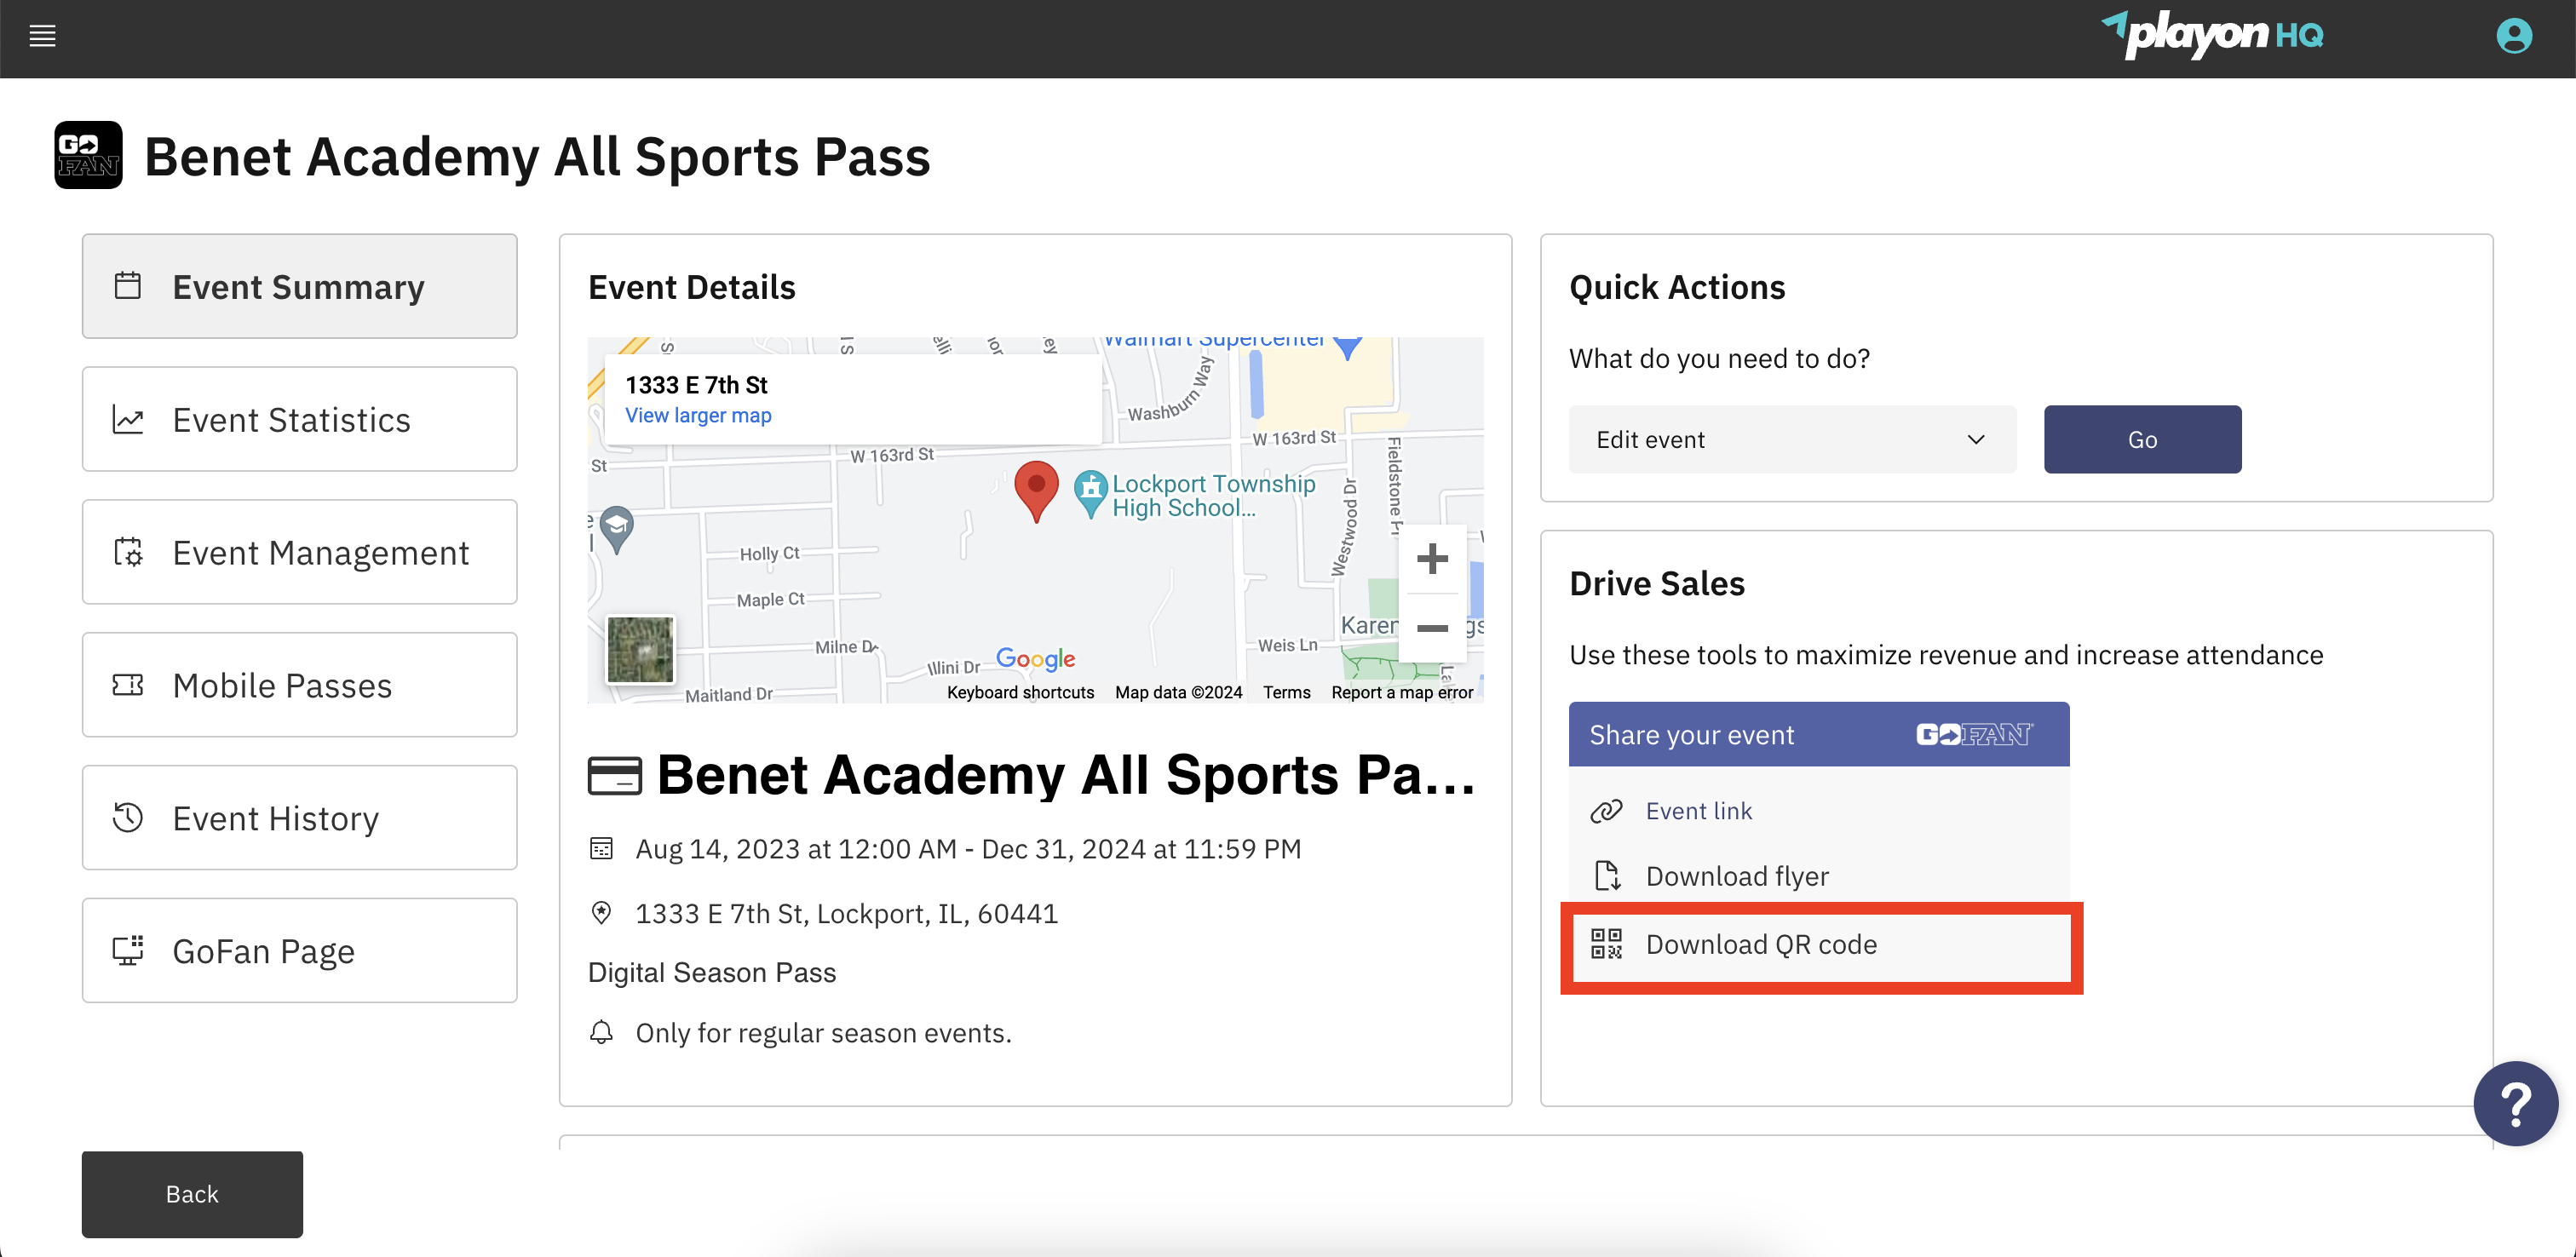 playon HQ
GO FAN
Benet Academy All Sports Pass
Event Summary
Event Statistics
Event Management
Mobile Passes
Event History
GoFan Page
Back
Event Details
Walmart Supercenter
1333 E 7th St
View larger map
Washburn Way
W 163rd St
W 163rd St
St
Fieldstone
Lockport Township
High School...
Westwood Dr
Holly Ct
Maple Ct
Milne Dr
Illini Dr
Weis Ln
Karen
gs
Maitland Dr
Google
Keyboard shortcuts
Map data ©2024
Terms
Report a map error
Benet Academy All Sports Pa...
Aug 14, 2023 at 12:00 AM - Dec 31, 2024 at 11:59 PM
1333 E 7th St, Lockport, IL, 60441
Digital Season Pass
Only for regular season events.
Quick Actions
What do you need to do?
Edit event
Go
Drive Sales
Use these tools to maximize revenue and increase attendance
Share your event
GOFAN
Event link
Download flyer
Download QR code
?